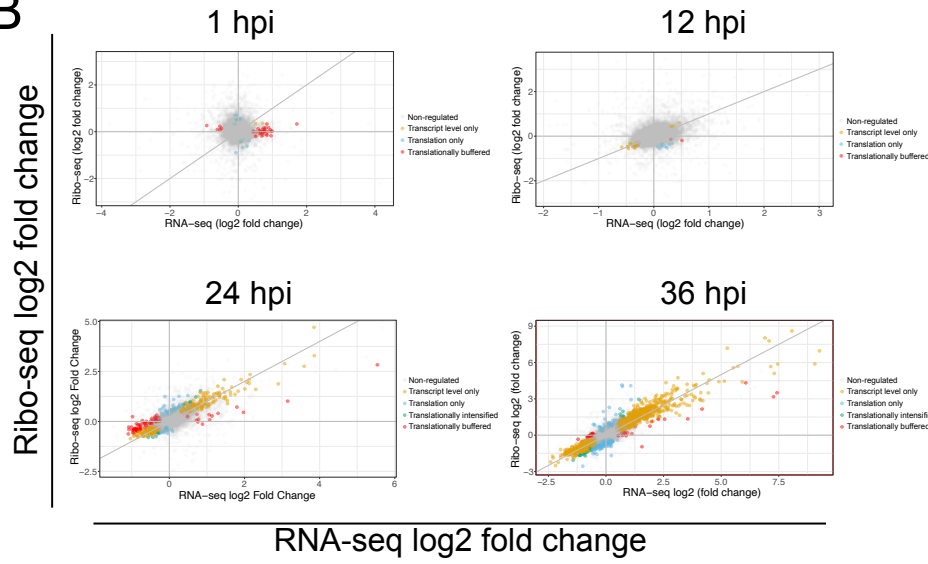 B
1 hpi
12 hpi
Ribo-seq log2 fold change
Ribo−seq (log2 fold change)
2
0
−2
−4
−2
0
2
4
RNA−seq (log2 fold change)
Non-regulated
Transcript level only
Translation only
Translationally buffered
Ribo−seq (log2 fold change)
2
0
−2
−2
−1
0
1
2
3
RNA−seq (log2 fold change)
Non-regulated
Transcript level only
Translation only
Translationally buffered
24 hpi
36 hpi
Ribo−seq log2 Fold Change
5.0
2.5
0.0
−2.5
0
2
4
6
RNA−seq log2 Fold Change
Non-regulated
Transcript level only
Translation only
Translationally intensified
Translationally buffered
Ribo−seq log2 (fold change)
9
6
3
0
−3
−2.5
0.0
2.5
5.0
7.5
RNA−seq log2 (fold change)
Non-regulated
Transcript level only
Translation only
Translationally intensifie
Translationally buffered
RNA-seq log2 fold change